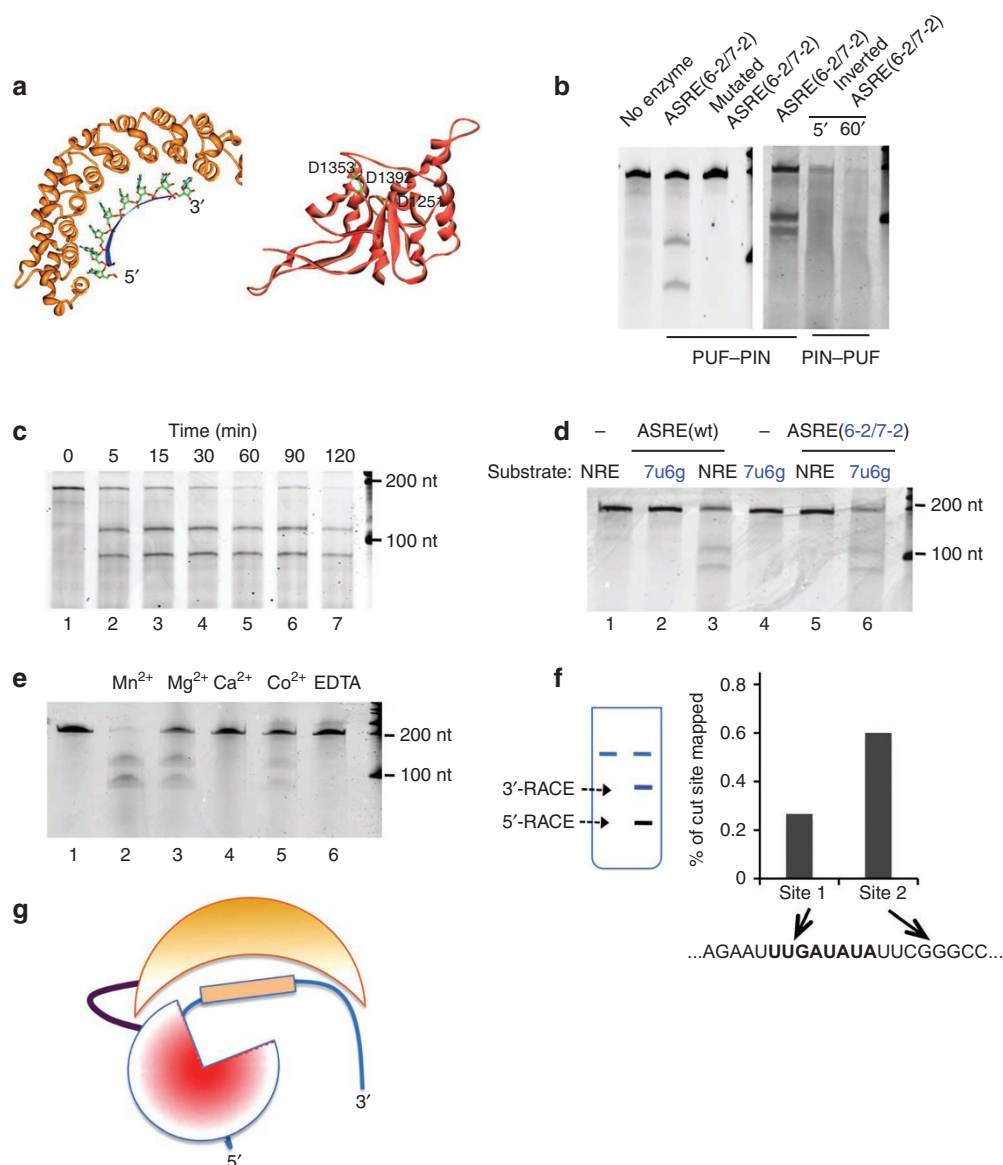 a
D1353
D1392
D1251
3′
5′
b
No enzyme
ASRE(6-2/7-2)
Mutated
ASRE(6-2/7-2)
ASRE(6-2/7-2)
Inverted
ASRE(6-2/7-2)
5′ 60′
PUF–PIN PIN–PUF
c
Time (min)
0 5 15 30 60 90 120
200 nt
100 nt
1 2 3 4 5 6 7
d
– ASRE(wt) – ASRE(6-2/7-2)
Substrate: NRE 7u6g NRE 7u6g NRE 7u6g
200 nt
100 nt
1 2 3 4 5 6
e
Mn2+ Mg2+ Ca2+ Co2+ EDTA
200 nt
100 nt
1 2 3 4 5 6
f
3′-RACE
5′-RACE
% of cut site mapped
0.8
0.6
0.4
0.2
0
Site 1 Site 2
...AGAAUUUGAUAUAUUCGGGCC...
g
3′
5′